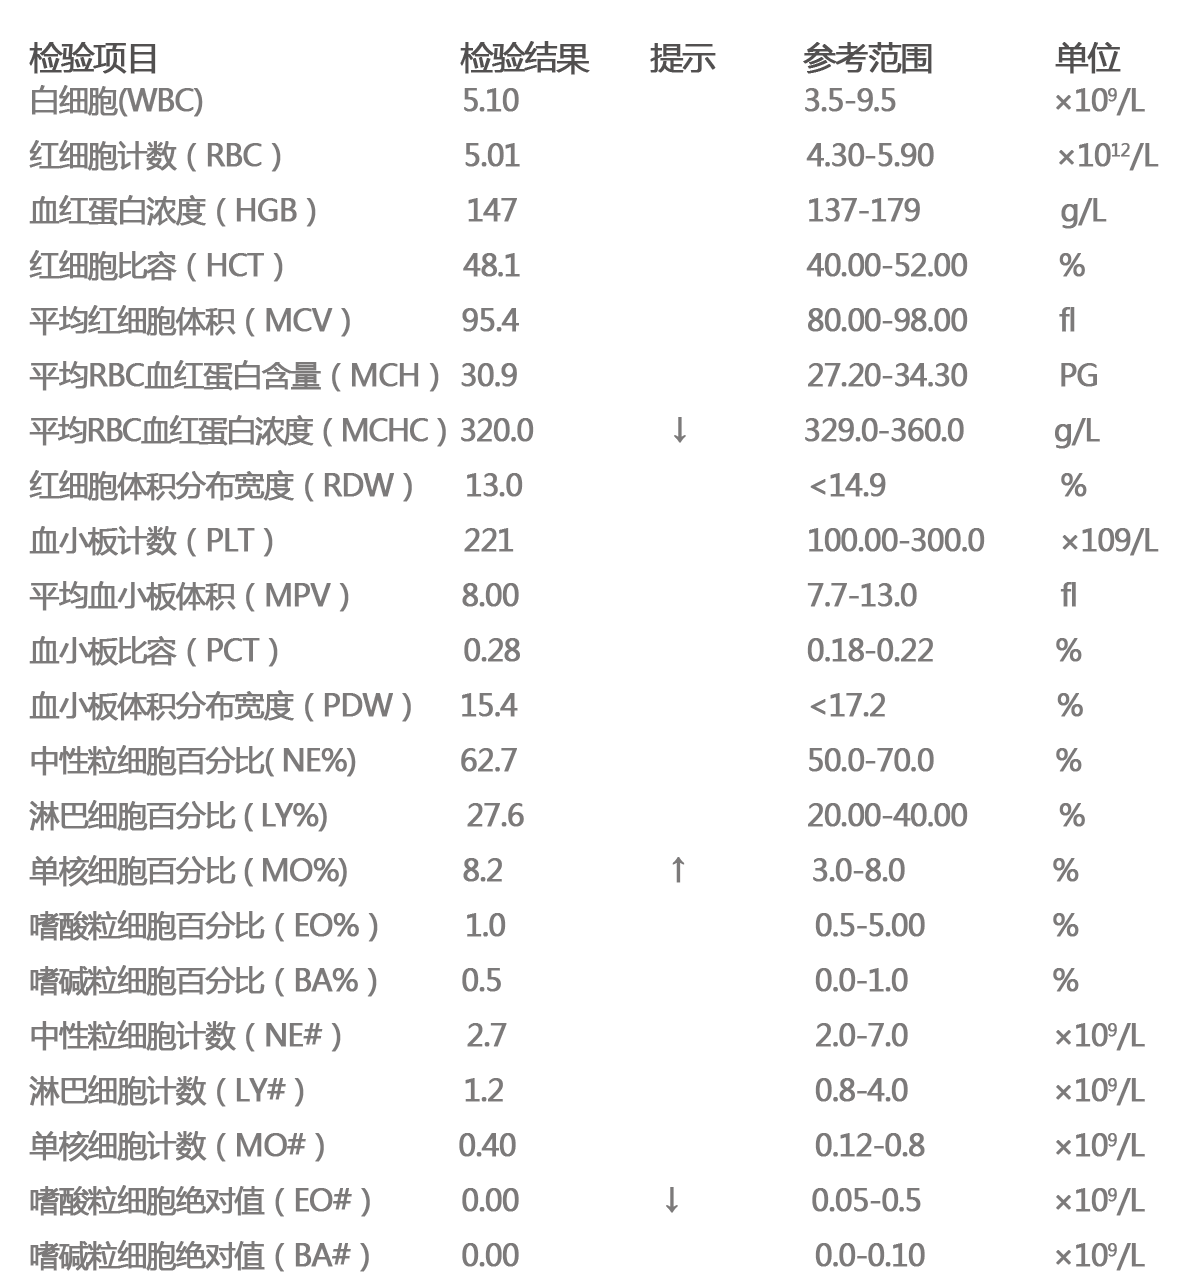 检验项目 检验结果 提示 参考范围 单位
白细胞(WBC) 5.10 3.5-9.5 ×10⁹/L
红细胞计数（RBC） 5.01 4.30-5.90 ×10¹²/L
血红蛋白浓度（HGB） 147 137-179 g/L
红细胞比容（HCT） 48.1 40.00-52.00 %
平均红细胞体积（MCV） 95.4 80.00-98.00 fl
平均RBC血红蛋白含量（MCH） 30.9 27.20-34.30 PG
平均RBC血红蛋白浓度（MCHC） 320.0 ↓ 329.0-360.0 g/L
红细胞体积分布宽度（RDW） 13.0 <14.9 %
血小板计数（PLT） 221 100.00-300.0 ×109/L
平均血小板体积（MPV） 8.00 7.7-13.0 fl
血小板比容（PCT） 0.28 0.18-0.22 %
血小板体积分布宽度（PDW） 15.4 <17.2 %
中性粒细胞百分比( NE%) 62.7 50.0-70.0 %
淋巴细胞百分比 ( LY%) 27.6 20.00-40.00 %
单核细胞百分比 ( MO%) 8.2 ↑ 3.0-8.0 %
嗜酸粒细胞百分比（EO%） 1.0 0.5-5.00 %
嗜碱粒细胞百分比（BA%） 0.5 0.0-1.0 %
中性粒细胞计数（NE#） 2.7 2.0-7.0 ×10⁹/L
淋巴细胞计数（LY#） 1.2 0.8-4.0 ×10⁹/L
单核细胞计数（MO#） 0.40 0.12-0.8 ×10⁹/L
嗜酸粒细胞绝对值（EO#） 0.00 ↓ 0.05-0.5 ×10⁹/L
嗜碱粒细胞绝对值（BA#） 0.00 0.0-0.10 ×10⁹/L